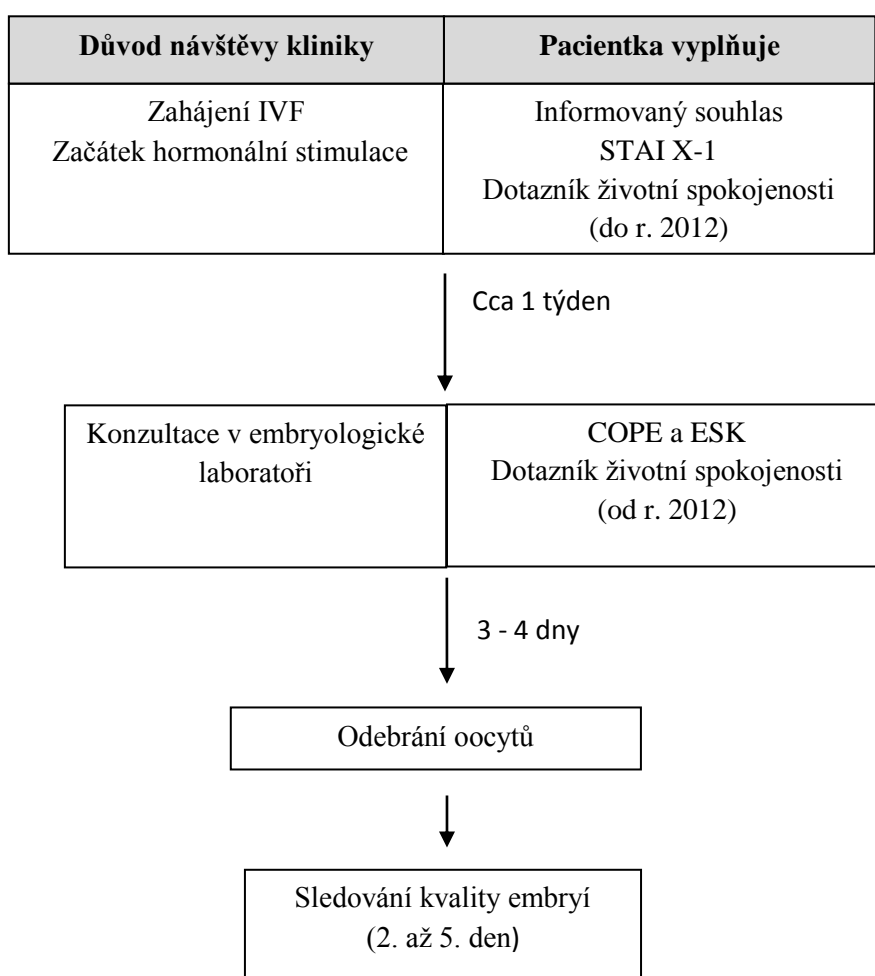 Důvod návštěvy kliniky
Pacientka vyplňuje
Zahájení IVF
Začátek hormonální stimulace
Informovaný souhlas
STAI X-1
Dotazník životní spokojenosti
(do r. 2012)
Cca 1 týden
Konzultace v embryologické
laboratoři
COPE a ESK
Dotazník životní spokojenosti
(od r. 2012)
3 - 4 dny
Odebrání oocytů
Sledování kvality embryí
(2. až 5. den)